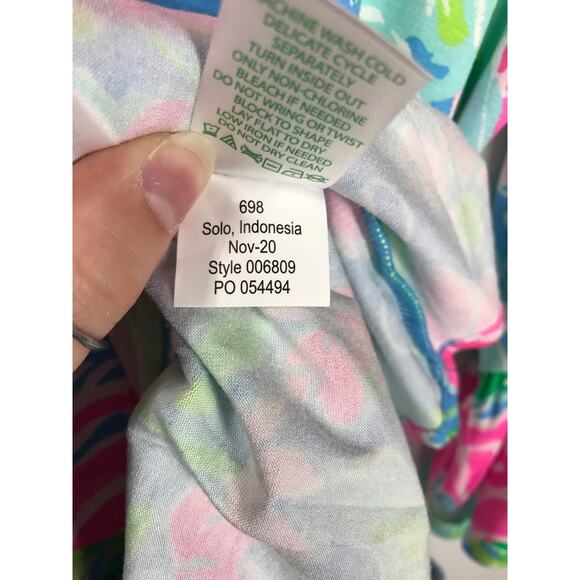 MACHINE WASH COLD
DELICATE CYCLE
SEPARATELY
TURN INSIDE OUT
ONLY NON-CHLORINE
BLEACH IF NEEDED
DO NOT WRING OR TWIST
BLOCK TO SHAPE
LAY FLAT TO DRY
LOW IRON IF NEEDED
DO NOT DRY CLEAN
698
Solo, Indonesia
Nov-20
Style 006809
PO 054494